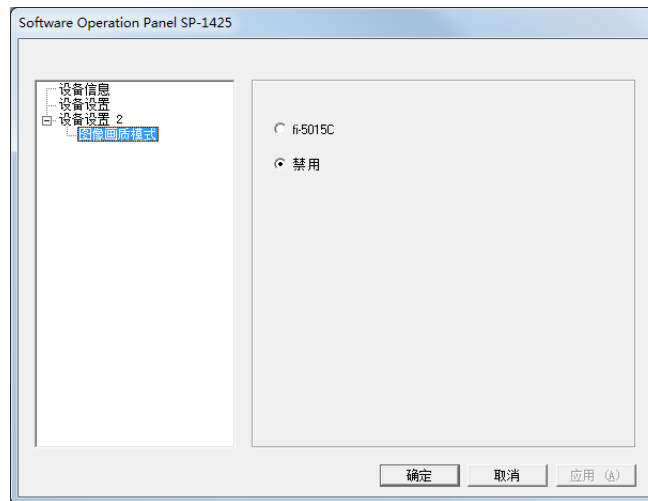 Software Operation Panel SP-1425
设备信息
设备设置
设备设置 2
图像画质模式
fi-5015C
禁用
确定
取消
应用 (A)